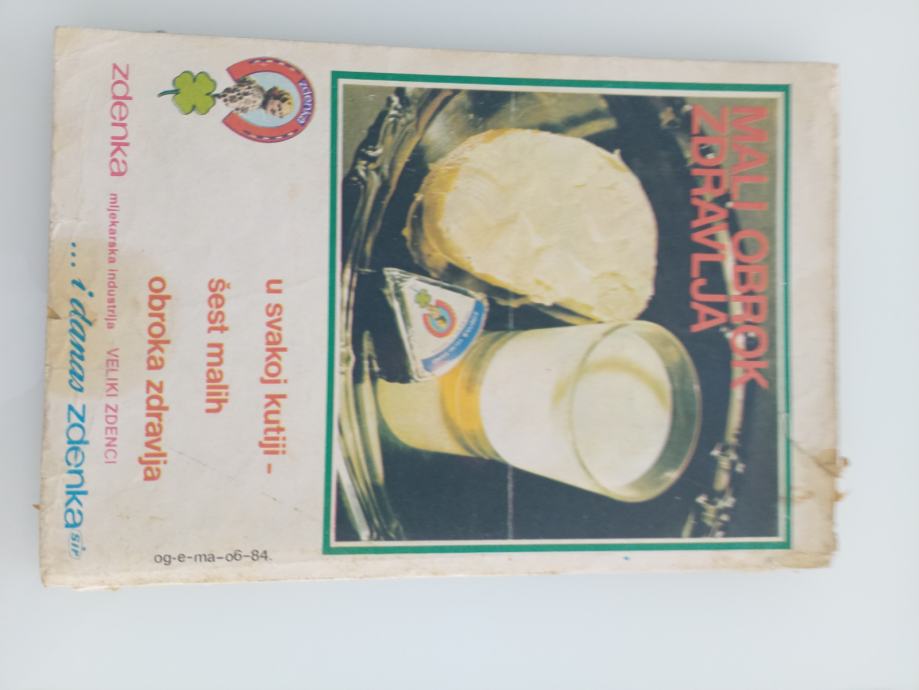 MALI OBROK
ZDRAVLJA
zdenka
u svakoj kutiji -
šest malih
obroka zdravlja
zdenka mljekarska industrija VELIKI ZDENCI
... i danas zdenka sir
og-e-ma-o6-84.